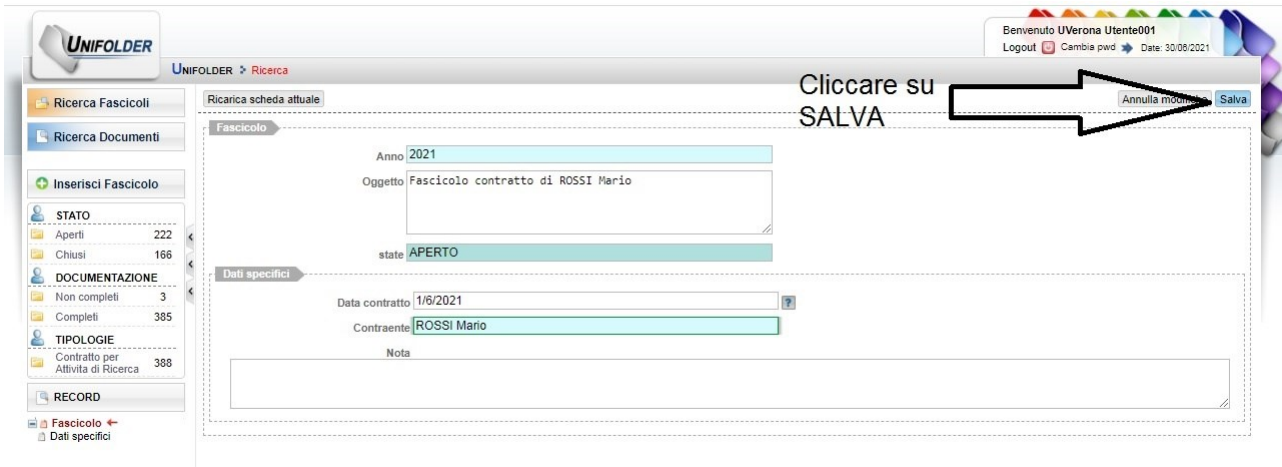 UNIFOLDER
Benvenuto UVerona Utente001
Logout Cambia pwd Date: 30/06/2021
UNIFOLDER > Ricerca
Ricerca Fascicoli
Ricerca Documenti
Inserisci Fascicolo
STATO
Aperti 222
Chiusi 166
DOCUMENTAZIONE
Non completi 3
Completi 385
TIPOLOGIE
Contratto per
Attivita di Ricerca 388
RECORD
Fascicolo
Dati specifici
Ricarica scheda attuale
Cliccare su
SALVA
Annulla Salva
Fascicolo
Anno 2021
Oggetto Fascicolo contratto di ROSSI Mario
state APERTO
Dati specifici
Data contratto 1/6/2021 ?
Contraente ROSSI Mario
Nota